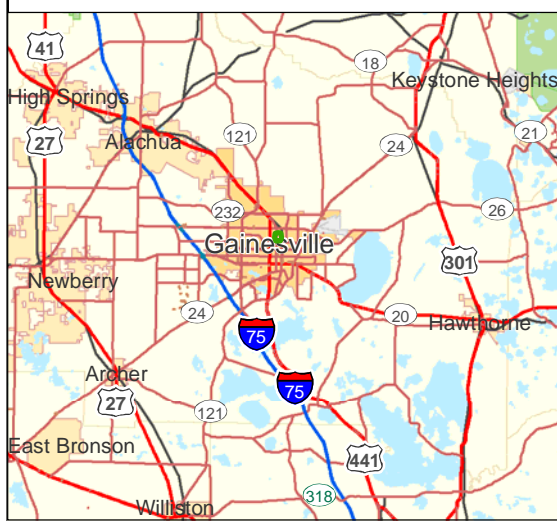 41
18
Keystone Heights
High Springs
27
121
24
21
Alachua
232
26
Gainesville
301
Newberry
24
20
Hawthorne
75
Archer
75
27
121
East Bronson
441
318
Williston